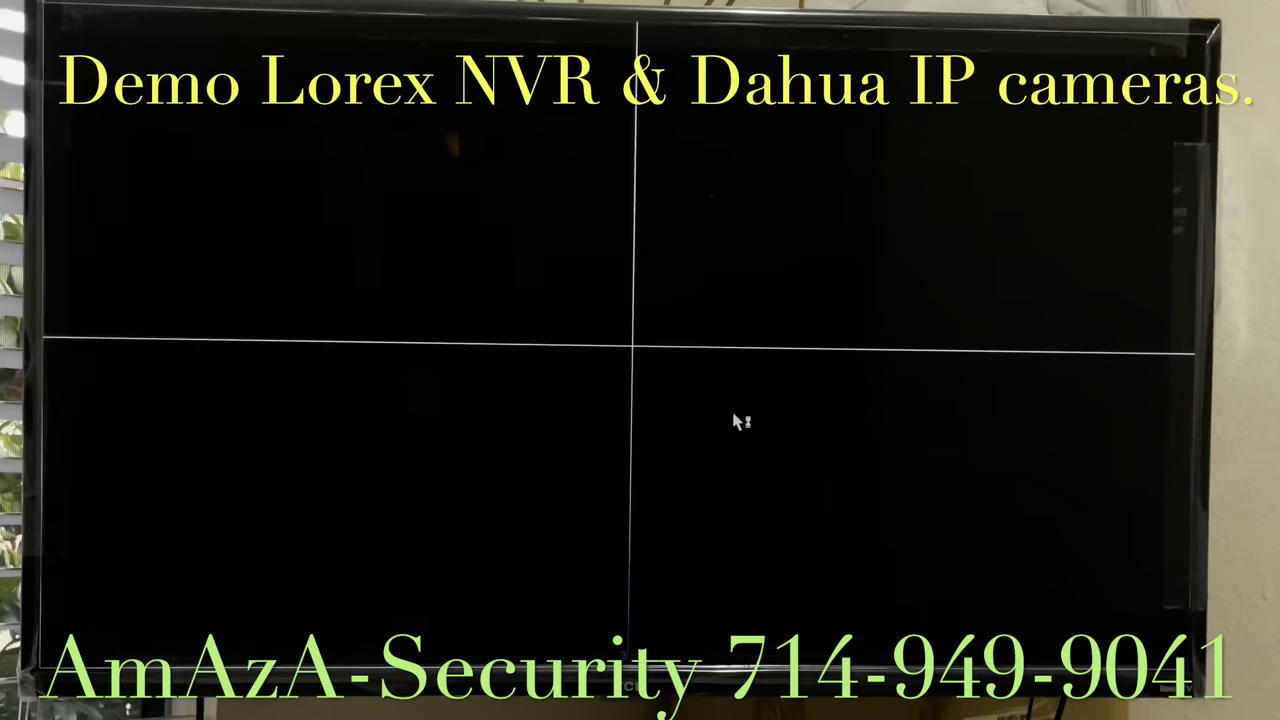 Demo Lorex NVR & Dahua IP cameras.
AmAzA-Security 714-949-9041